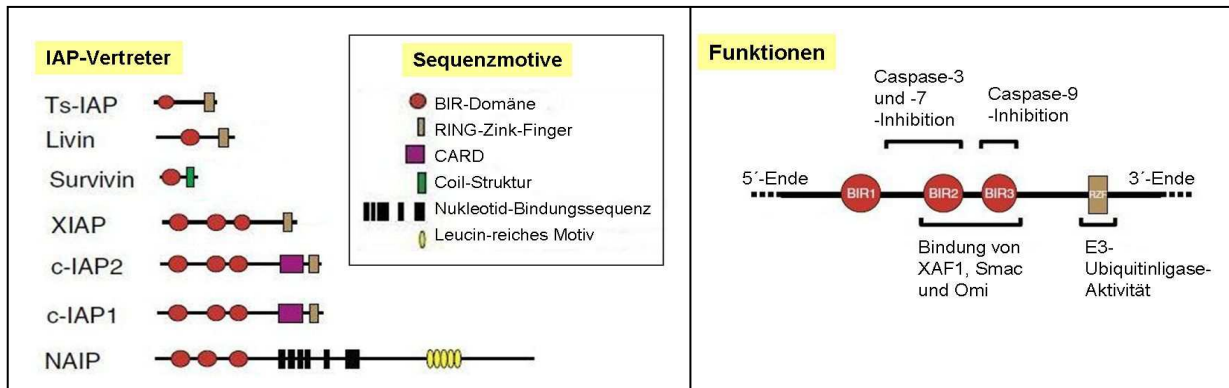 IAP-Vertreter
Ts-IAP
Livin
Survivin
XIAP
c-IAP2
c-IAP1
NAIP
Sequenzmotive
BIR-Domäne
RING-Zink-Finger
CARD
Coil-Struktur
Nukleotid-Bindungssequenz
Leucin-reiches Motiv
Funktionen
Caspase-3
und -7
-Inhibition
Caspase-9
-Inhibition
5´-Ende
BIR1
BIR2
BIR3
RZF
3´-Ende
Bindung von
XAF1, Smac
und Omi
E3-
Ubiquitinligase-
Aktivität